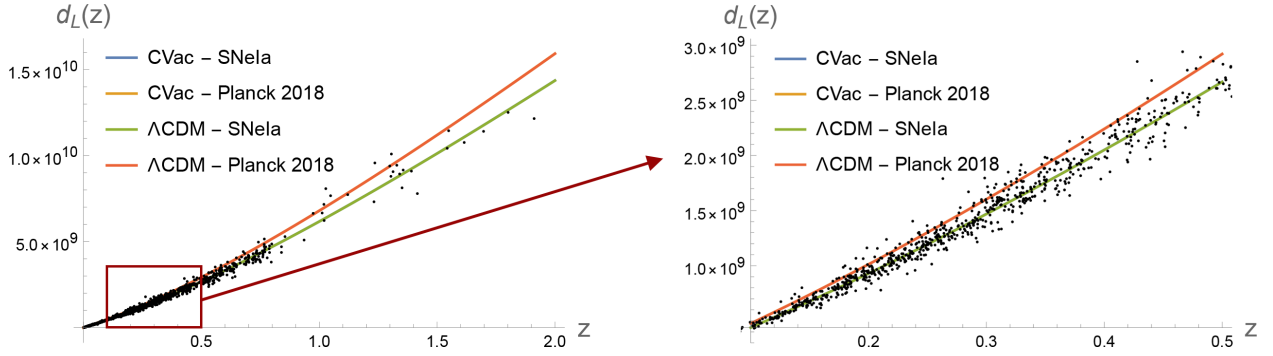 d_L(z)
CVac – SNeIa
CVac – Planck 2018
ΛCDM – SNeIa
ΛCDM – Planck 2018
1.5×10^10
1.0×10^10
5.0×10^9
0.5
1.0
1.5
2.0
z
d_L(z)
CVac – SNeIa
CVac – Planck 2018
ΛCDM – SNeIa
ΛCDM – Planck 2018
3.0×10^9
2.5×10^9
2.0×10^9
1.5×10^9
1.0×10^9
0.2
0.3
0.4
0.5
z